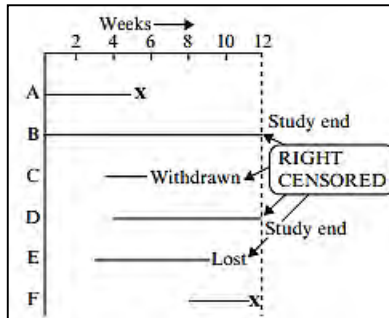 Weeks
2 4 6 8 10 12
A X
Study end
B
RIGHT
CENSORED
C Withdrawn
D
Study end
E Lost
F X